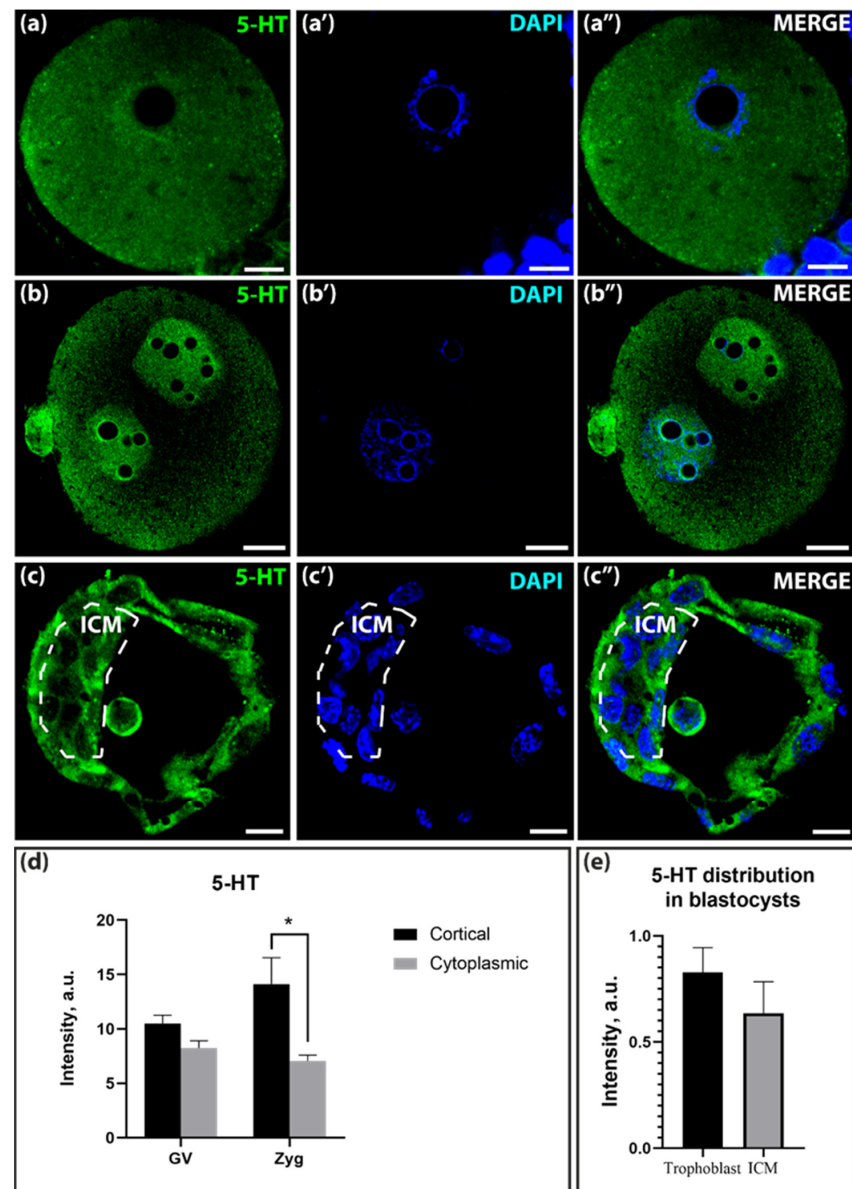 (a) 5-HT
(a') DAPI
(a'') MERGE
(b) 5-HT
(b') DAPI
(b'') MERGE
(c) 5-HT
ICM
(c') DAPI
ICM
(c'') MERGE
ICM
(d)
5-HT
Intensity, a.u.
20
15
10
5
0
*
GV Zyg
Cortical
Cytoplasmic
(e)
5-HT distribution
in blastocysts
Intensity, a.u.
1.0
0.5
0.0
Trophoblast ICM